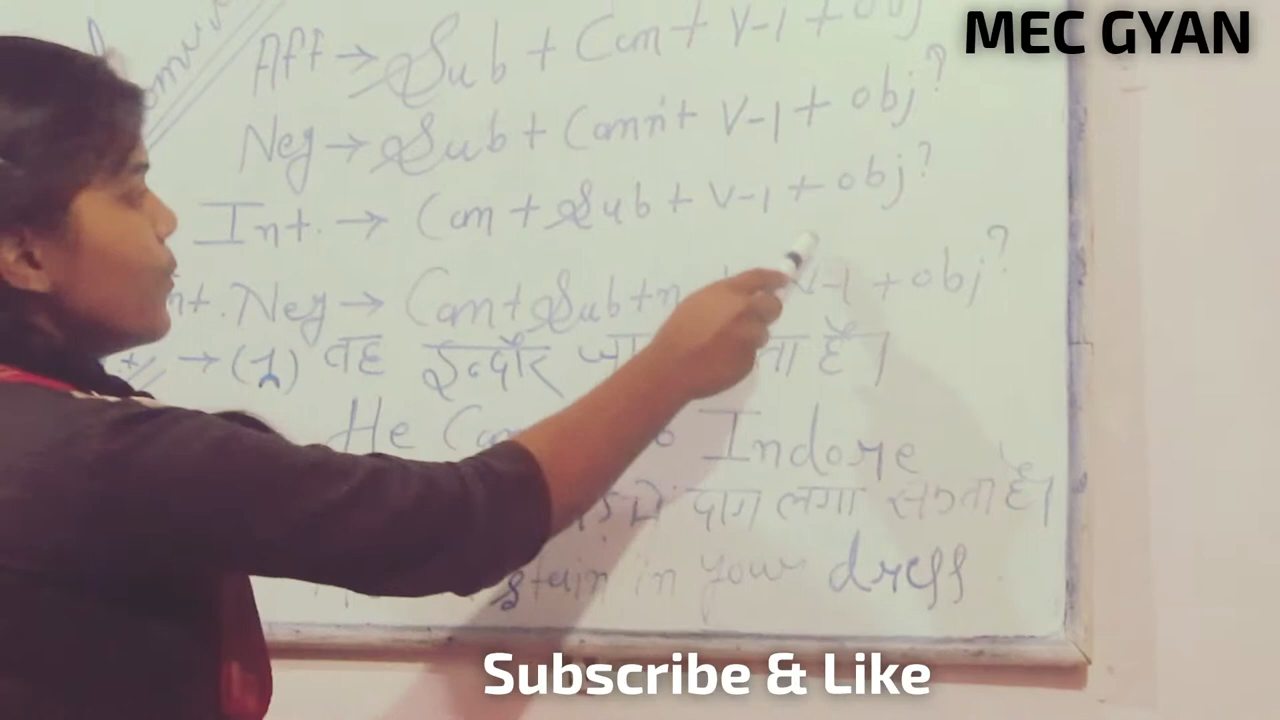 MEC GYAN
Aff → Sub + Can + V-1 + obj
Neg → Sub + Cann't + V-1 + obj?
Int. → Can + Sub + V-1 + obj?
Int. Neg → Can + Sub + n V-1 + obj?
→ (1) वह इन्दौर जा ता है।
He Can Indore
दाग लगा सकता है।
stain in your dress
Subscribe & Like